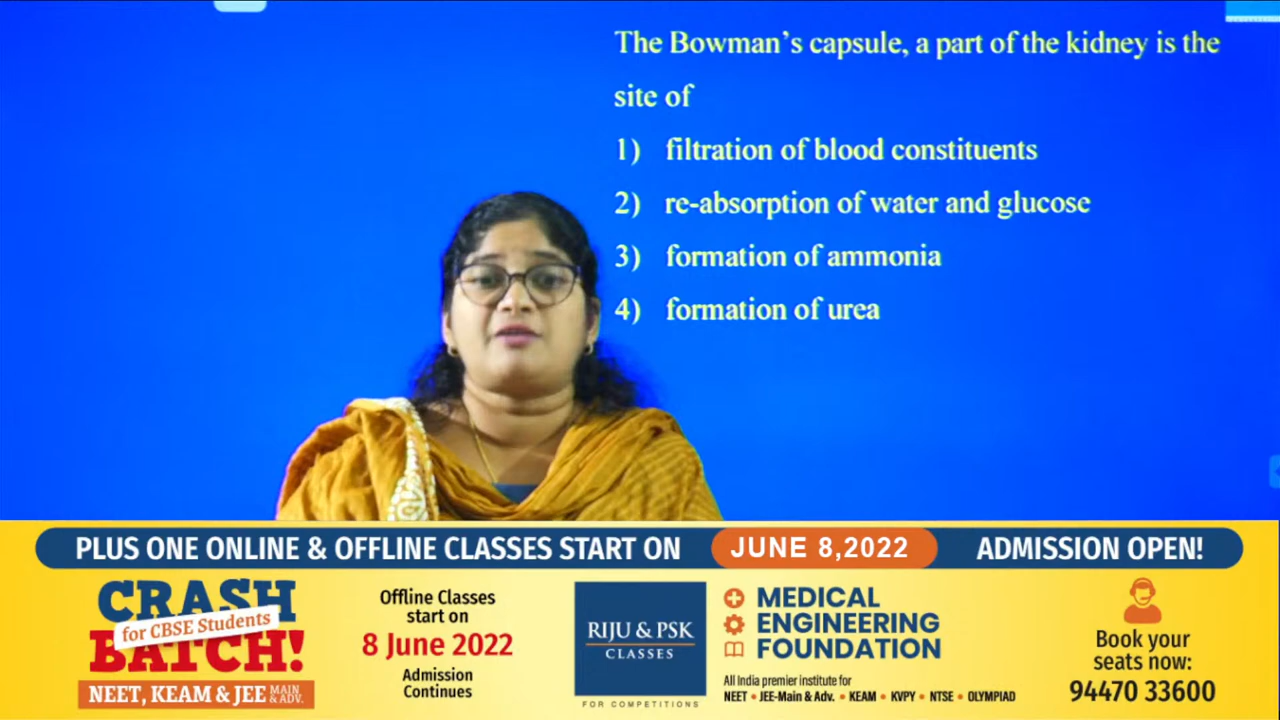 The Bowman's capsule, a part of the kidney is the
site of
1) filtration of blood constituents
2) re-absorption of water and glucose
3) formation of ammonia
4) formation of urea
PLUS ONE ONLINE & OFFLINE CLASSES START ON JUNE 8,2022 ADMISSION OPEN!
CRASH
for CBSE Students
BATCH!
NEET, KEAM & JEE MAIN & ADV.
Offline Classes
start on
8 June 2022
Admission
Continues
RIJU & PSK
CLASSES
FOR COMPETITIONS
MEDICAL
ENGINEERING
FOUNDATION
All India premier institute for
NEET • JEE-Main & Adv. • KEAM • KVPY • NTSE • OLYMPIAD
Book your
seats now:
94470 33600